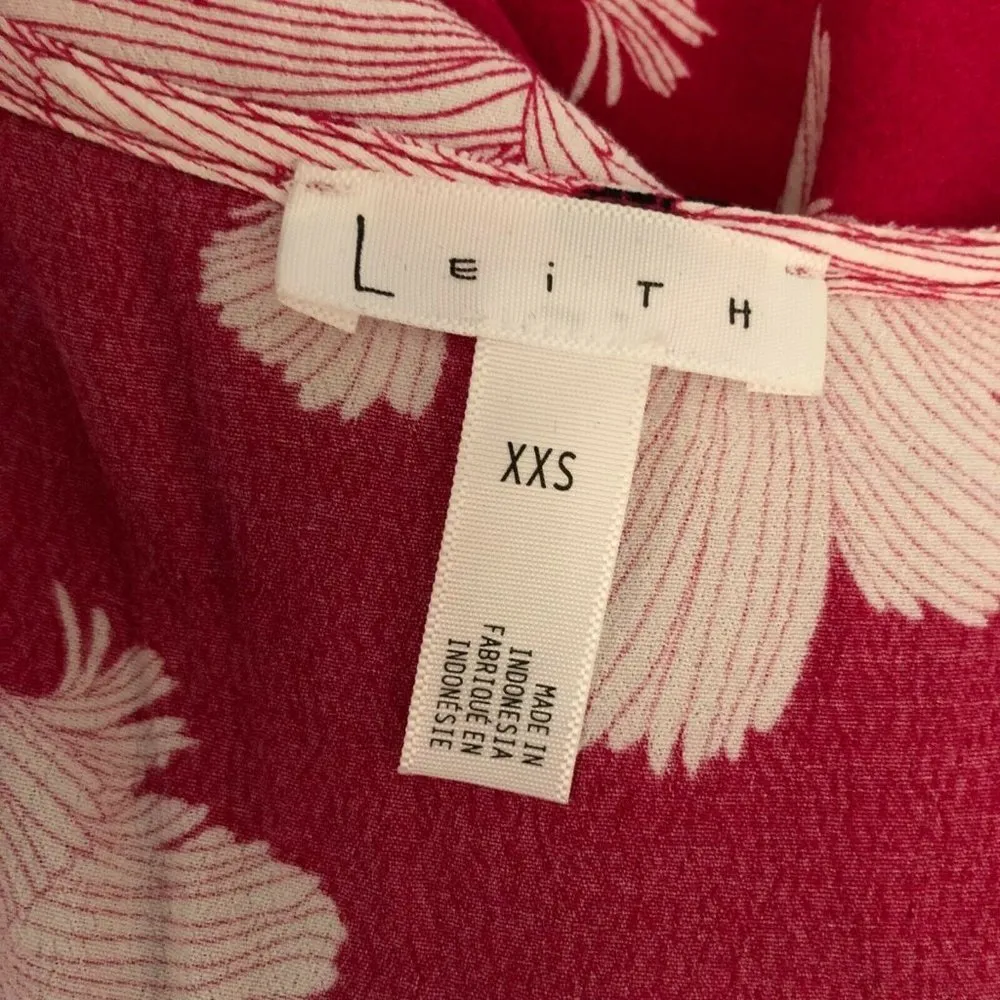 LEiTH
XXS
MADE IN
INDONESIA
FABRIQUÉ EN
INDONÉSIE